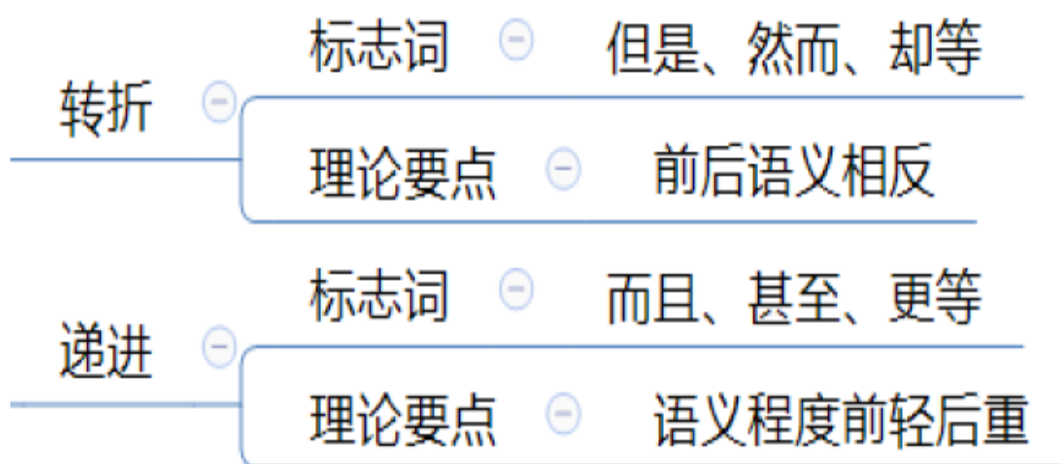 标志词 但是、然而、却等
转折
理论要点 前后语义相反
标志词 而且、甚至、更等
递进
理论要点 语义程度前轻后重